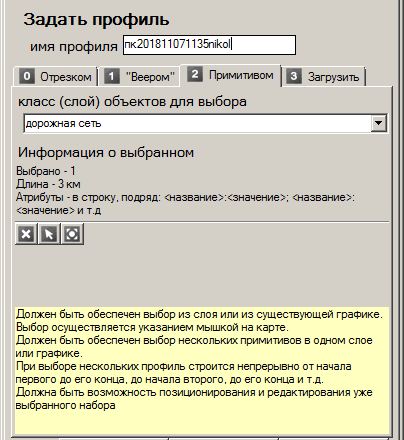 Задать профиль
имя профиля пк201811071135nikol
0 Отрезком 1 "Веером" 2 Примитивом 3 Загрузить
класс (слой) объектов для выбора
дорожная сеть
Информация о выбранном
Выбрано - 1
Длина - 3 км
Атрибуты - в строку, подряд: <название>:<значение>; <название>:
<значение> и т.д
Должен быть обеспечен выбор из слоя или из существующей графике.
Выбор осуществляется указанием мышкой на карте.
Должен быть обеспечен выбор нескольких примитивов в одном слое
или графике.
При выборе нескольких профиль строится непрерывно от начала
первого до его конца, до начала второго, до его конца и т.д.
Должна быть возможность позиционирования и редактирования уже
выбранного набора